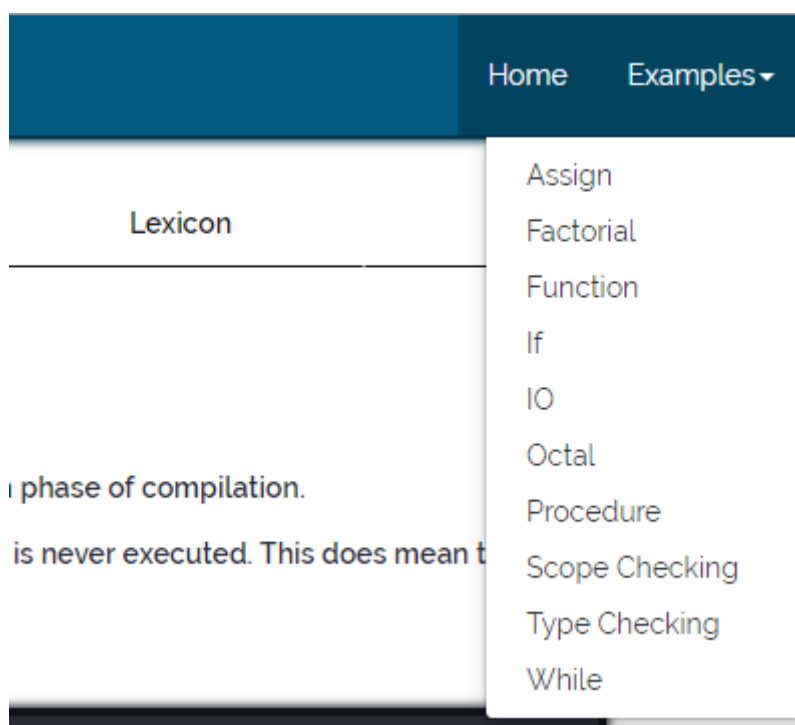 Home Examples
Lexicon
Assign
Factorial
Function
If
IO
Octal
Procedure
Scope Checking
Type Checking
While
phase of compilation.
is never executed. This does mean t